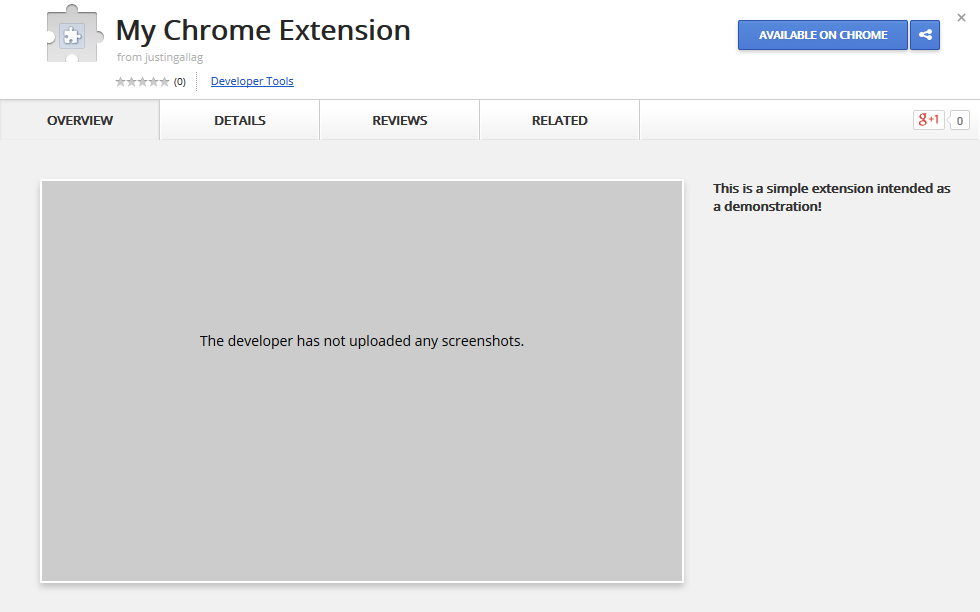 My Chrome Extension
from justingallag
(0)
Developer Tools
AVAILABLE ON CHROME
OVERVIEW
DETAILS
REVIEWS
RELATED
g+1
0
The developer has not uploaded any screenshots.
This is a simple extension intended as
a demonstration!